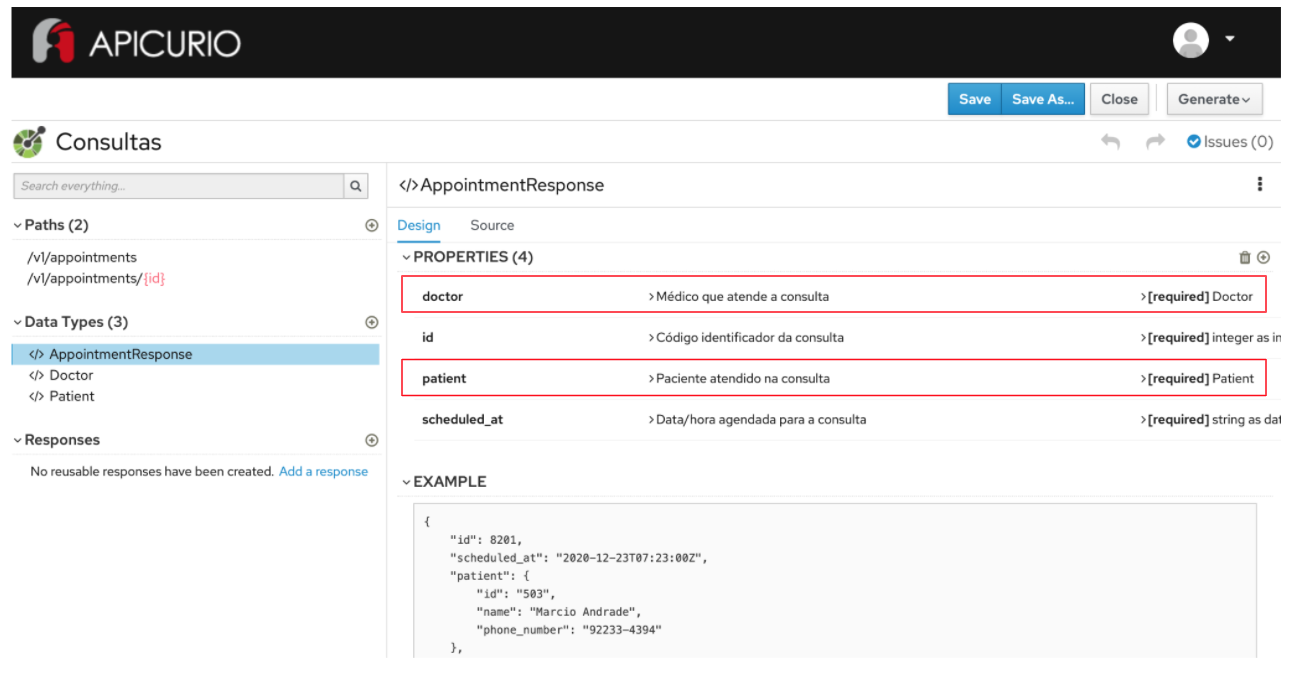 APICURIO
Save Save As... Close Generate
Consultas
Issues (0)
Search everything...
Paths (2)
/v1/appointments
/v1/appointments/{id}
Data Types (3)
</> AppointmentResponse
</> Doctor
</> Patient
Responses
No reusable responses have been created. Add a response
</>AppointmentResponse
Design Source
PROPERTIES (4)
doctor >Médico que atende a consulta >[required] Doctor
id >Código identificador da consulta >[required] integer as in
patient >Paciente atendido na consulta >[required] Patient
scheduled_at >Data/hora agendada para a consulta >[required] string as dat
EXAMPLE
{
"id": 8201,
"scheduled_at": "2020-12-23T07:23:00Z",
"patient": {
"id": "503",
"name": "Marcio Andrade",
"phone_number": "92233-4394"
},